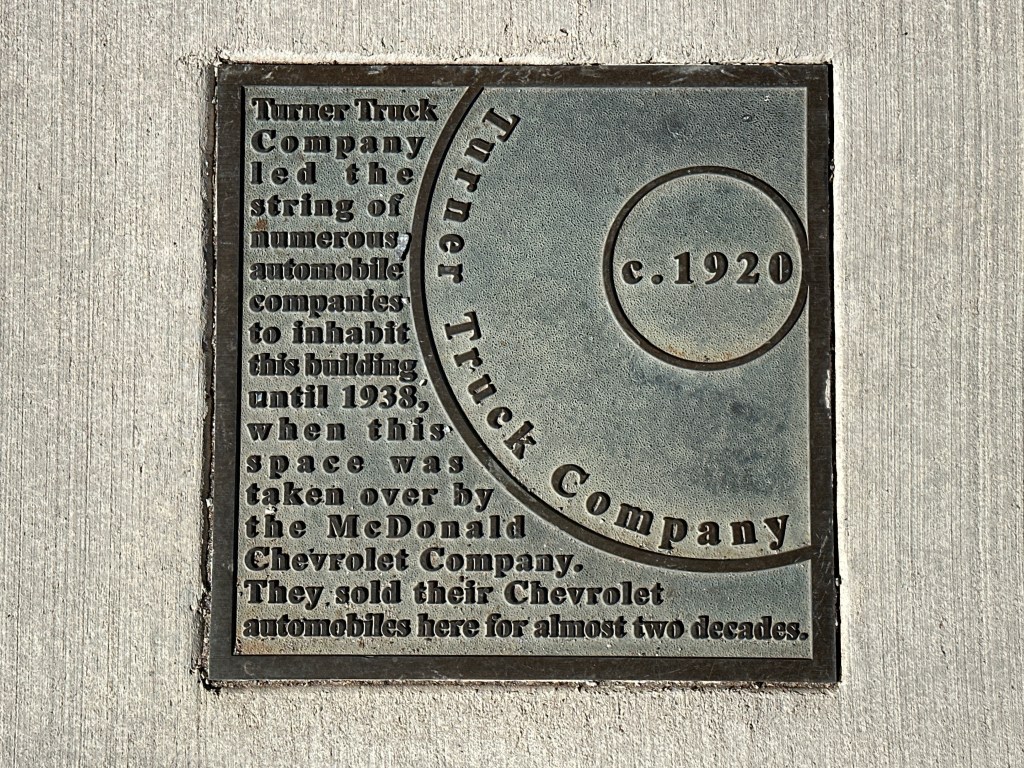 Turner Truck
Company
led the
string of
numerous
automobile
companies
to inhabit
this building
until 1938,
when this
space was
taken over by
the McDonald
Chevrolet Company.
They sold their Chevrolet
automobiles here for almost two decades.
Turner Truck Company
c.1920